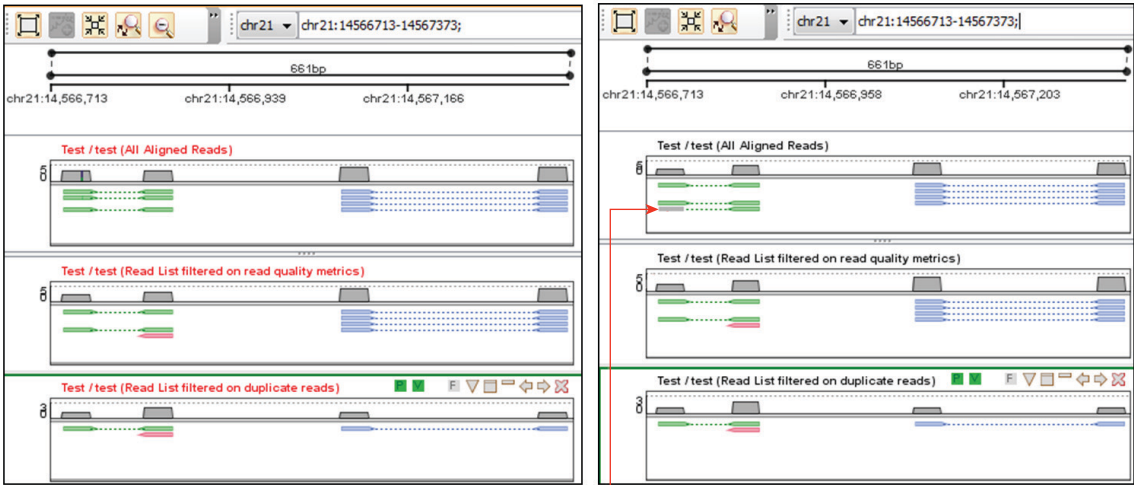 chr21 chr21:14566713-14567373;
661bp
chr21:14,566,713 chr21:14,566,939 chr21:14,567,166
Test / test (All Aligned Reads)
5
0
Test / test (Read List filtered on read quality metrics)
5
0
Test / test (Read List filtered on duplicate reads) P V F
3
0
chr21 chr21:14566713-14567373;
661bp
chr21:14,566,713 chr21:14,566,958 chr21:14,567,203
Test / test (All Aligned Reads)
Test / test (Read List filtered on read quality metrics)
5
0
Test / test (Read List filtered on duplicate reads) P V F
3
0